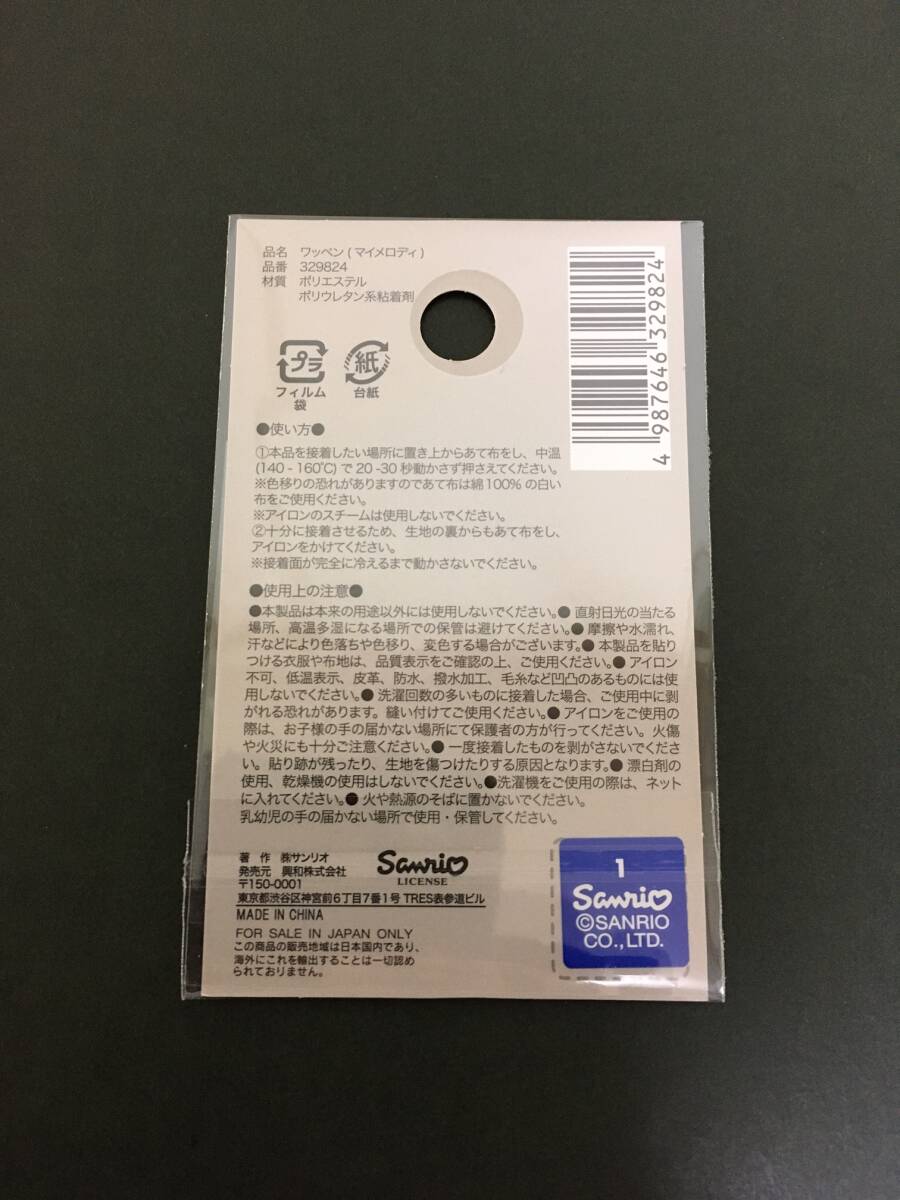 品名 ワッペン(マイメロディ)
品番 329824
材質 ポリエステル
ポリウレタン系粘着剤
4 987646 329824
プラ
フィルム
袋
紙
台紙
●使い方●
①本品を接着したい場所に置き上からあて布をし、中温
(140-160℃)で20-30秒動かさず押さえてください。
※色移りの恐れがありますのであて布は綿100%の白い
布をご使用ください。
※アイロンのスチームは使用しないでください。
②十分に接着させるため、生地の裏からもあて布をし、
アイロンをかけてください。
※接着面が完全に冷えるまで動かさないでください。
●使用上の注意●
●本製品は本来の用途以外には使用しないでください。●直射日光の当たる
場所、高温多湿になる場所での保管は避けてください。●摩擦や水濡れ、
汗などにより色落ちや色移り、変色する場合がございます。●本製品を貼り
つける衣服や布地は、品質表示をご確認の上、ご使用ください。●アイロン
不可、低温表示、皮革、防水、撥水加工、毛糸など凹凸のあるものには使
用しないでください。●洗濯回数の多いものに接着した場合、ご使用中に剥
がれる恐れがあります。縫い付けてご使用ください。●アイロンをご使用の
際は、お子様の手の届かない場所にて保護者の方が行ってください。火傷
や火災にも十分ご注意ください。●一度接着したものを剥がさないでくださ
い。貼り跡が残ったり、生地を傷つけたりする原因となります。●漂白剤の
使用、乾燥機の使用はしないでください。●洗濯機をご使用の際は、ネット
に入れてください。●火や熱源のそばに置かないでください。
乳幼児の手の届かない場所で使用・保管してください。
著 作 ㈱サンリオ
発売元 興和株式会社
〒150-0001
東京都渋谷区神宮前6丁目7番1号 TRES表参道ビル
MADE IN CHINA
FOR SALE IN JAPAN ONLY
この商品の販売地域は日本国内であり、
海外にこれを輸出することは一切認め
られておりません。
Sanrio
LICENSE
1
Sanrio
©SANRIO
CO.,LTD.